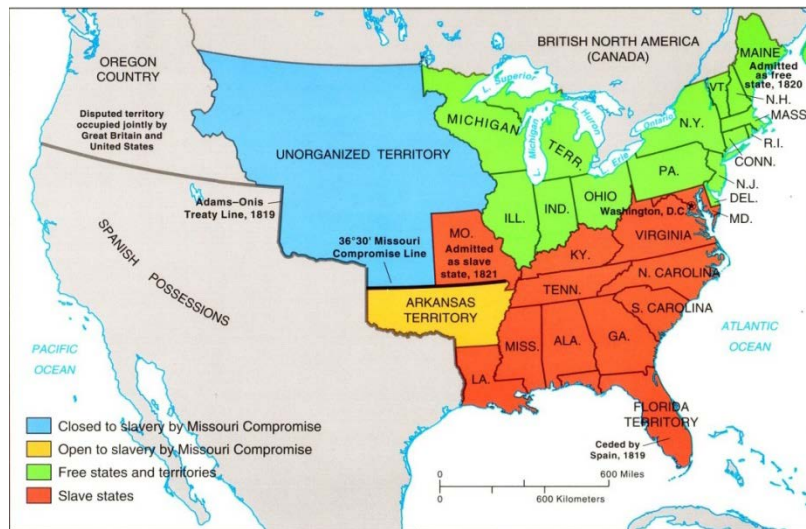 OREGON
COUNTRY
Disputed territory
occupied jointly by
Great Britain and
United States
BRITISH NORTH AMERICA
(CANADA)
MAINE
Admitted
as free
state, 1820
VT.
N.H.
MASS
R.I.
CONN.
N.Y.
N.J.
PA.
DEL.
MD.
L. Superior
L. Michigan
L. Huron
Ontario
Erie
MICHIGAN
TERR.
UNORGANIZED TERRITORY
Adams–Onis
Treaty Line, 1819
36°30' Missouri
Compromise Line
MO.
Admitted
as slave
state, 1821
ILL.
IND.
OHIO
Washington, D.C.
KY.
VIRGINIA
TENN.
N. CAROLINA
S. CAROLINA
ARKANSAS
TERRITORY
SPANISH POSSESSIONS
MISS.
ALA.
GA.
LA.
FLORIDA
TERRITORY
Ceded by
Spain, 1819
PACIFIC
OCEAN
ATLANTIC
OCEAN
Closed to slavery by Missouri Compromise
Open to slavery by Missouri Compromise
Free states and territories
Slave states
0
600 Miles
0
600 Kilometers